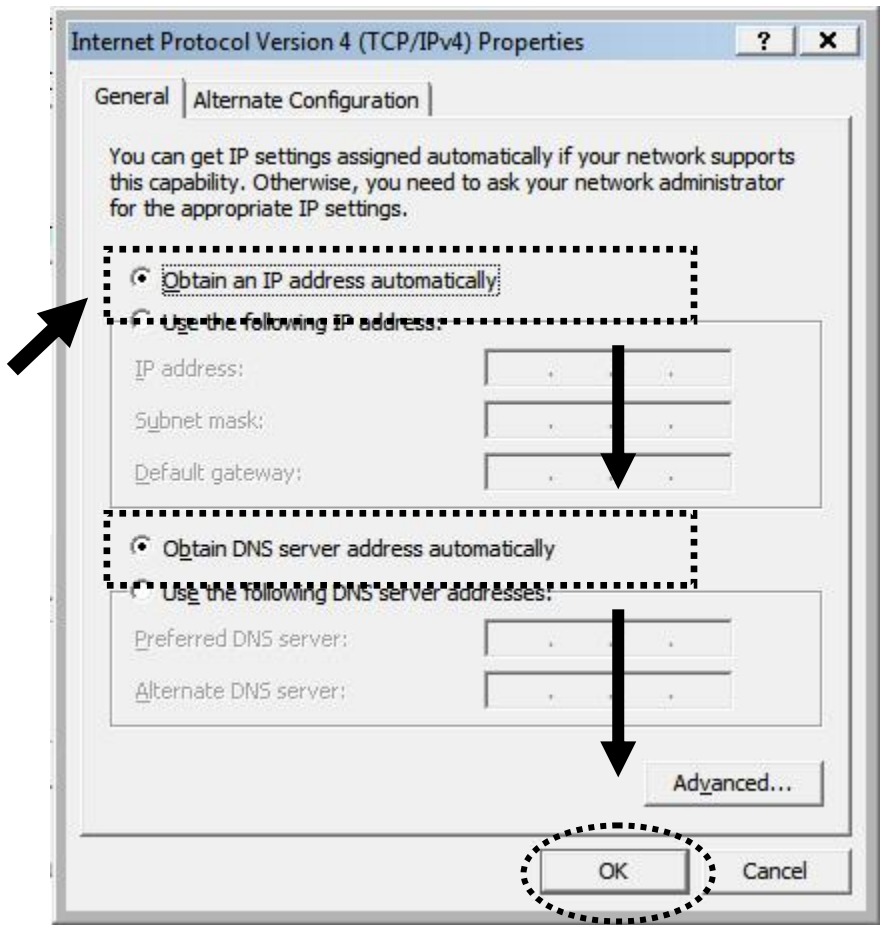 Internet Protocol Version 4 (TCP/IPv4) Properties
? X
General Alternate Configuration
You can get IP settings assigned automatically if your network supports
this capability. Otherwise, you need to ask your network administrator
for the appropriate IP settings.
Obtain an IP address automatically
Use the following IP address:
IP address:
Subnet mask:
Default gateway:
Obtain DNS server address automatically
Use the following DNS server addresses:
Preferred DNS server:
Alternate DNS server:
Advanced...
OK Cancel